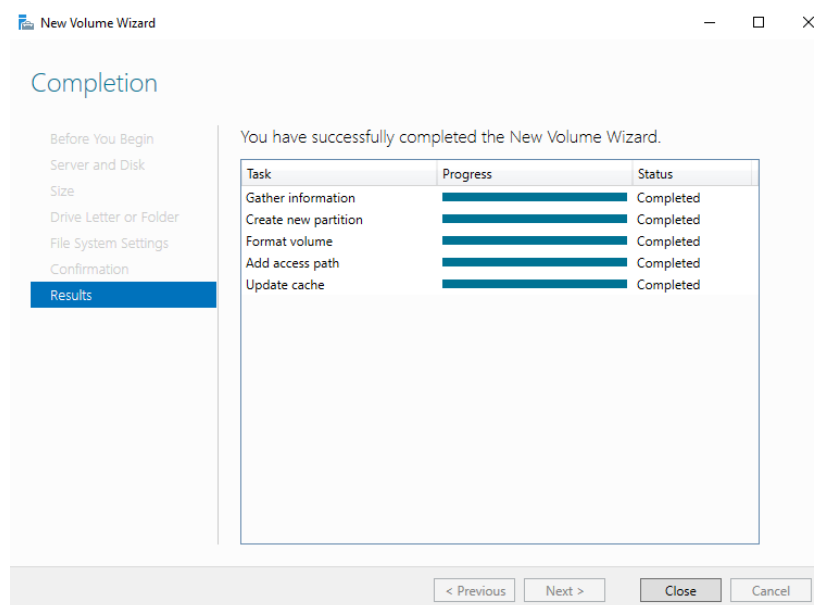 New Volume Wizard
Completion
Before You Begin
Server and Disk
Size
Drive Letter or Folder
File System Settings
Confirmation
Results
You have successfully completed the New Volume Wizard.
Task Progress Status
Gather information Completed
Create new partition Completed
Format volume Completed
Add access path Completed
Update cache Completed
< Previous Next > Close Cancel